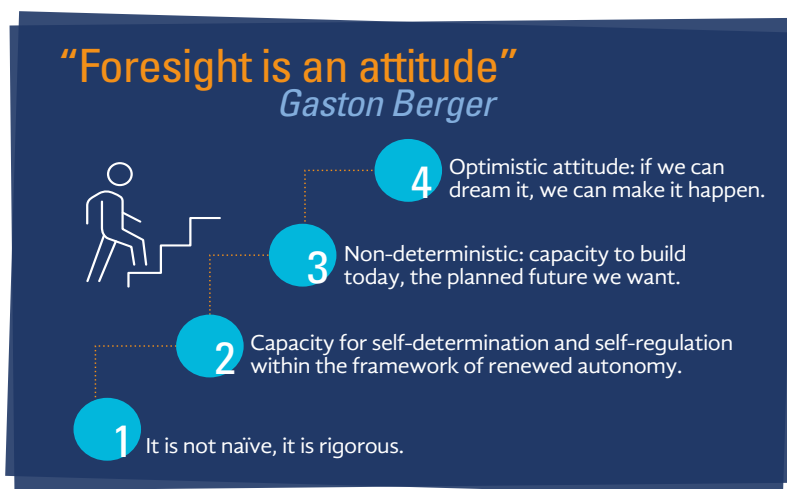 “Foresight is an attitude”
Gaston Berger
4
Optimistic attitude: if we can
dream it, we can make it happen.
3
Non-deterministic: capacity to build
today, the planned future we want.
2
Capacity for self-determination and self-regulation
within the framework of renewed autonomy.
1
It is not naïve, it is rigorous.